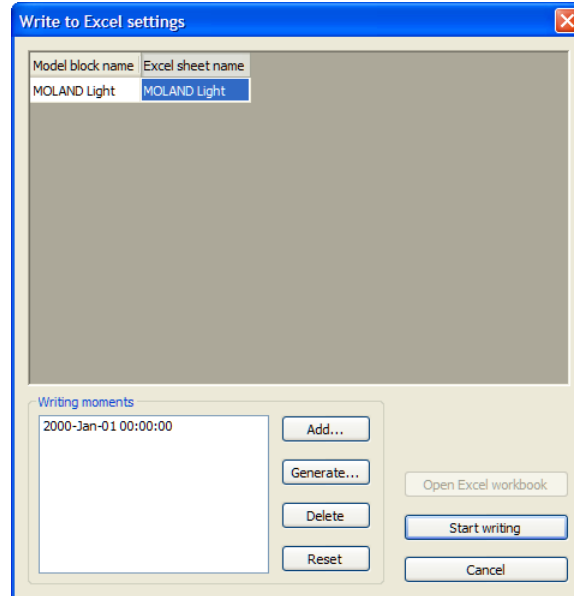 Write to Excel settings
Model block name Excel sheet name
MOLAND Light MOLAND Light
Writing moments
2000-Jan-01 00:00:00
Add...
Generate...
Delete
Reset
Open Excel workbook
Start writing
Cancel